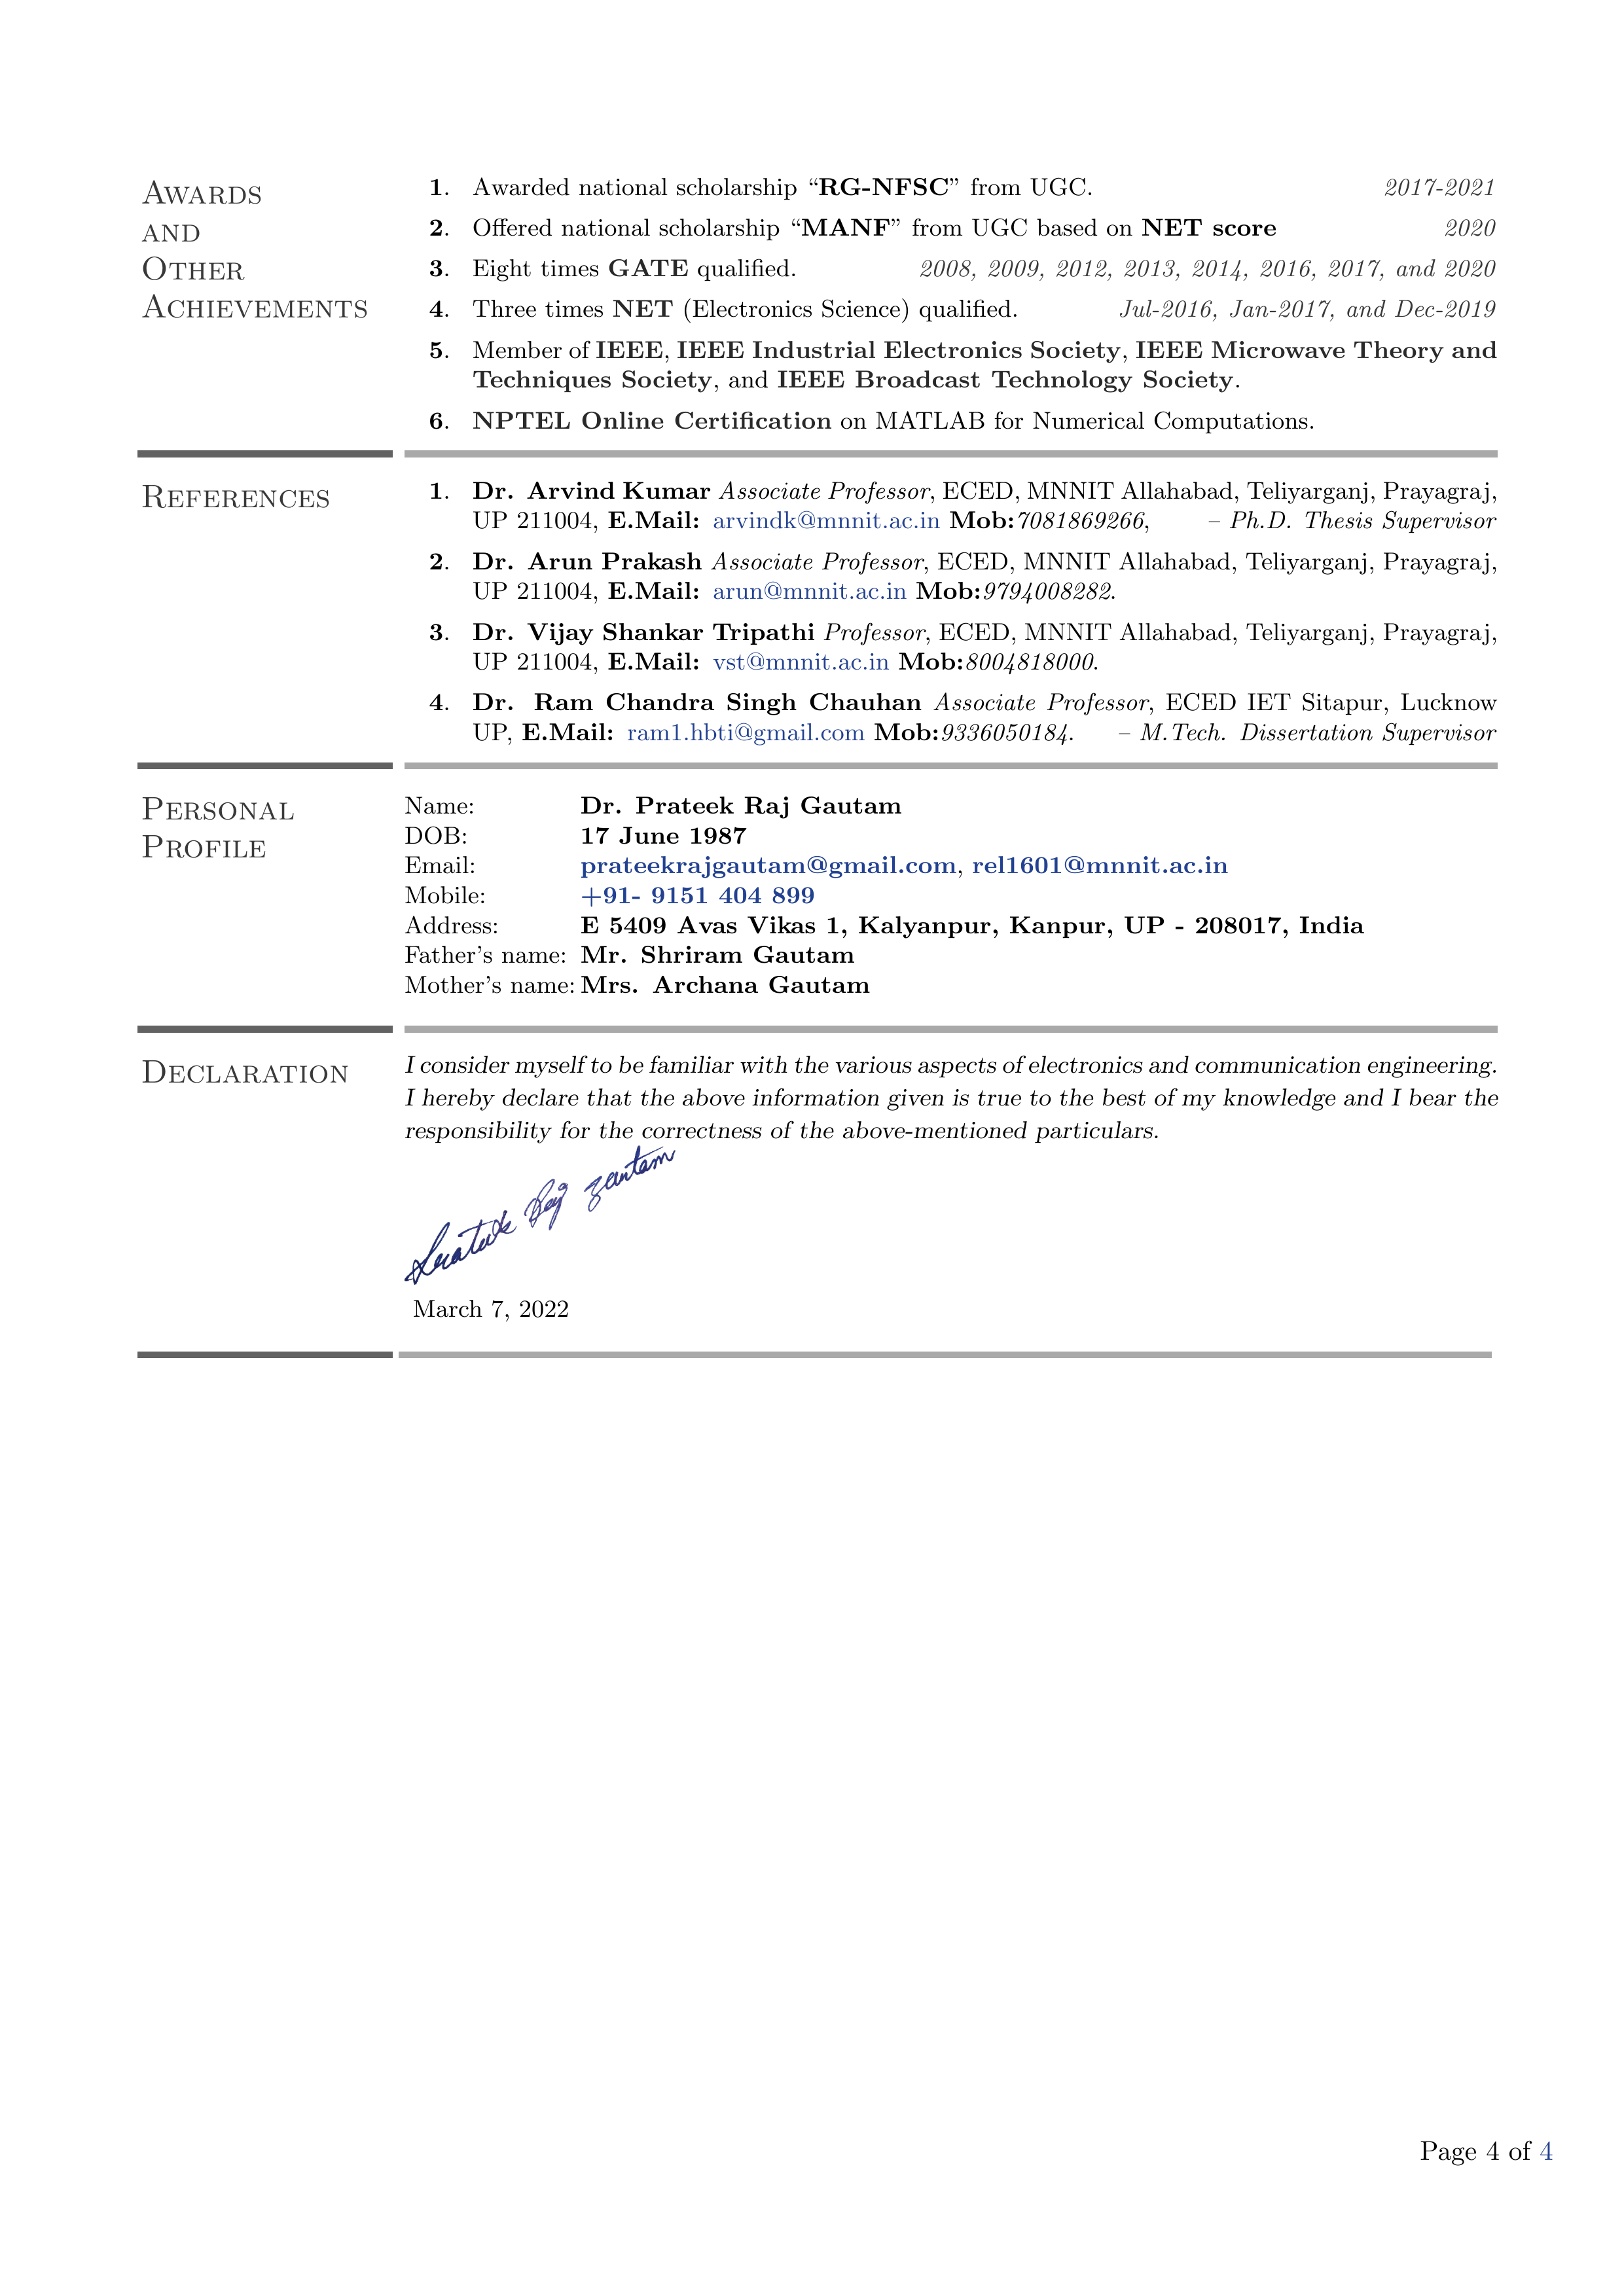 AWARDS
AND
OTHER
ACHIEVEMENTS
1. Awarded national scholarship “RG-NFSC” from UGC. 2017-2021
2. Offered national scholarship “MANF” from UGC based on NET score 2020
3. Eight times GATE qualified. 2008, 2009, 2012, 2013, 2014, 2016, 2017, and 2020
4. Three times NET (Electronics Science) qualified. Jul-2016, Jan-2017, and Dec-2019
5. Member of IEEE, IEEE Industrial Electronics Society, IEEE Microwave Theory and
Techniques Society, and IEEE Broadcast Technology Society.
6. NPTEL Online Certification on MATLAB for Numerical Computations.
REFERENCES
1. Dr. Arvind Kumar Associate Professor, ECED, MNNIT Allahabad, Teliyarganj, Prayagraj,
UP 211004, E.Mail: arvindk@mnnit.ac.in Mob:7081869266, – Ph.D. Thesis Supervisor
2. Dr. Arun Prakash Associate Professor, ECED, MNNIT Allahabad, Teliyarganj, Prayagraj,
UP 211004, E.Mail: arun@mnnit.ac.in Mob:9794008282.
3. Dr. Vijay Shankar Tripathi Professor, ECED, MNNIT Allahabad, Teliyarganj, Prayagraj,
UP 211004, E.Mail: vst@mnnit.ac.in Mob:8004818000.
4. Dr. Ram Chandra Singh Chauhan Associate Professor, ECED IET Sitapur, Lucknow
UP, E.Mail: ram1.hbti@gmail.com Mob:9336050184. – M.Tech. Dissertation Supervisor
PERSONAL
PROFILE
Name: Dr. Prateek Raj Gautam
DOB: 17 June 1987
Email: prateekrajgautam@gmail.com, rel1601@mnnit.ac.in
Mobile: +91- 9151 404 899
Address: E 5409 Avas Vikas 1, Kalyanpur, Kanpur, UP - 208017, India
Father's name: Mr. Shriram Gautam
Mother's name: Mrs. Archana Gautam
DECLARATION
I consider myself to be familiar with the various aspects of electronics and communication engineering.
I hereby declare that the above information given is true to the best of my knowledge and I bear the
responsibility for the correctness of the above-mentioned particulars.
Prateek Raj Gautam
March 7, 2022
Page 4 of 4